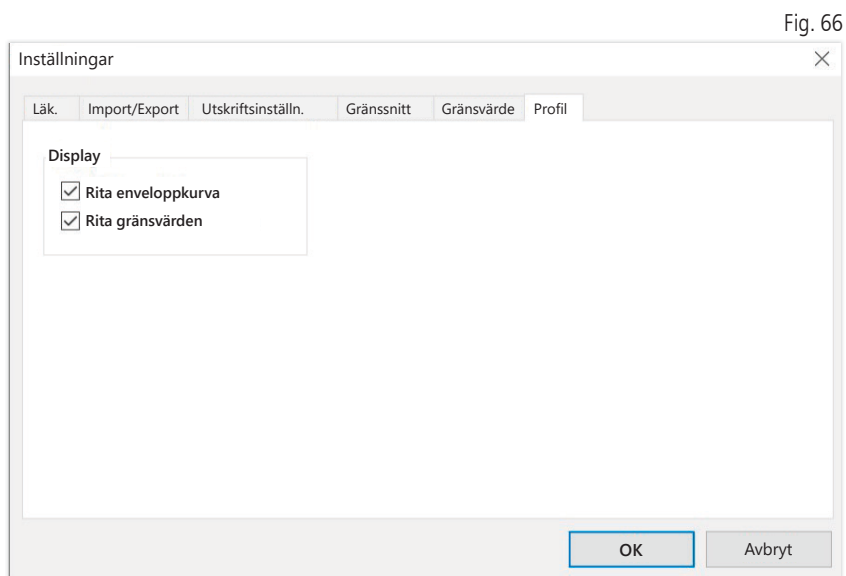 Fig. 66
Inställningar
Läk. Import/Export Utskriftsinställn. Gränssnitt Gränsvärde Profil
Display
Rita enveloppkurva
Rita gränsvärden
OK Avbryt